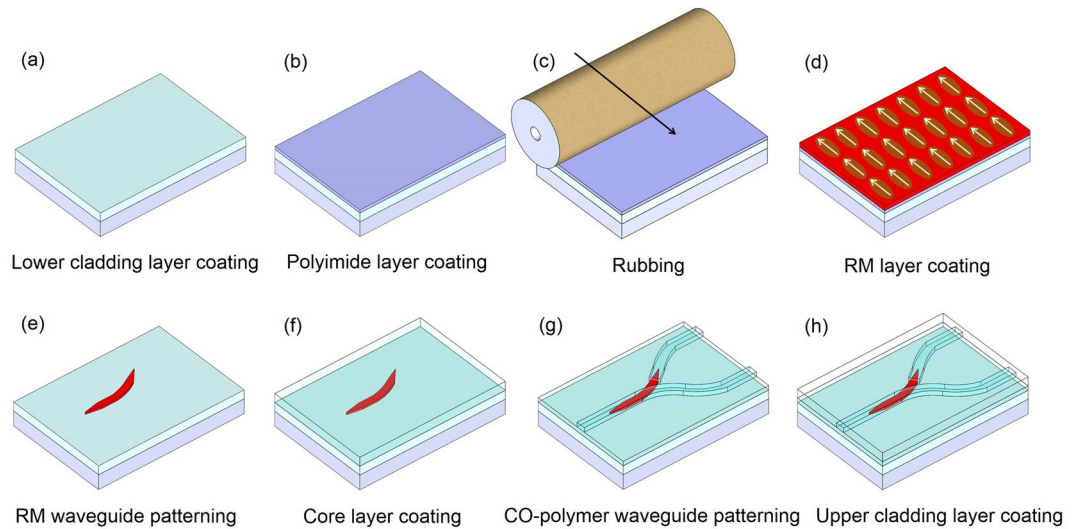 (a)
(b)
(c)
(d)
Lower cladding layer coating
Polyimide layer coating
Rubbing
RM layer coating
(e)
(f)
(g)
(h)
RM waveguide patterning
Core layer coating
CO-polymer waveguide patterning
Upper cladding layer coating